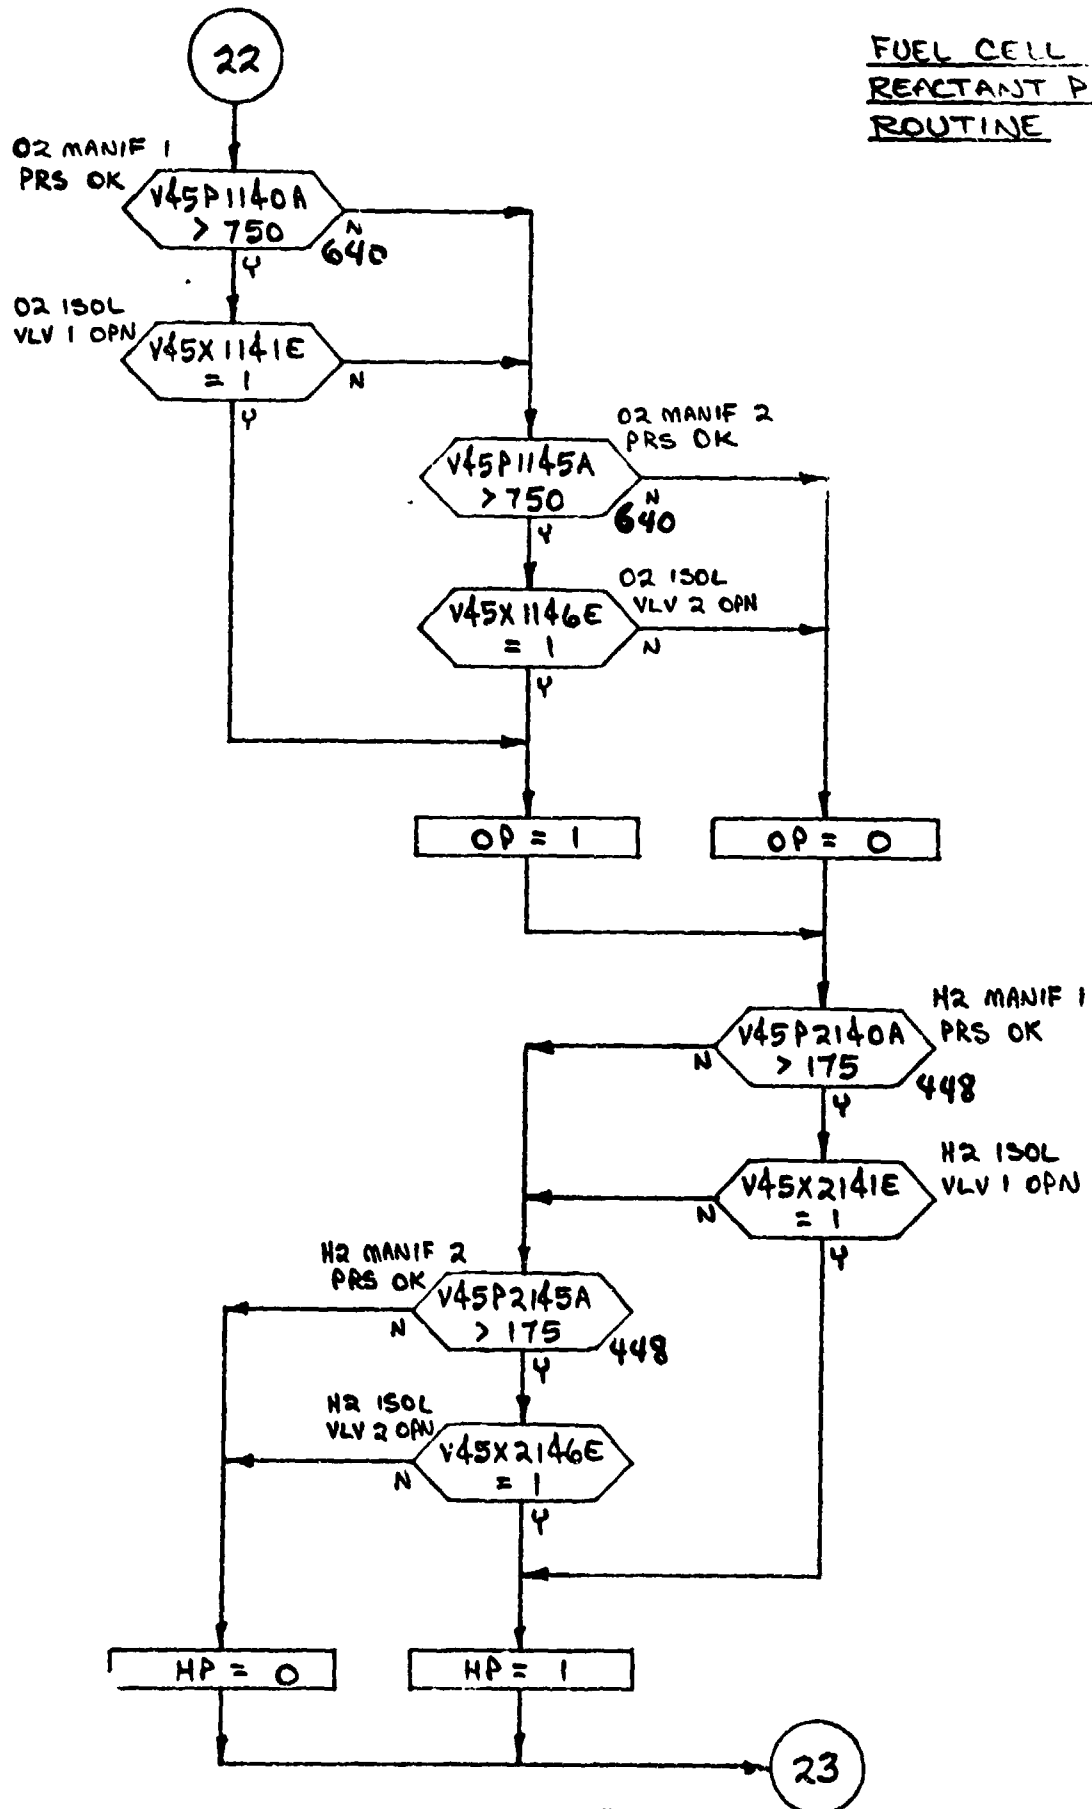 22
FUEL CELL
REACTANT P
ROUTINE
O2 MANIF 1
PRS OK
V45P1140A
> 750
N
640
Y
O2 ISOL
VLV 1 OPN
V45X1141E
= 1
N
Y
O2 MANIF 2
PRS OK
V45P1145A
> 750
N
640
Y
O2 ISOL
VLV 2 OPN
V45X1146E
= 1
N
Y
OP = 1
OP = 0
H2 MANIF 1
PRS OK
V45P2140A
> 175
N
448
Y
H2 ISOL
VLV 1 OPN
V45X2141E
= 1
N
Y
H2 MANIF 2
PRS OK
V45P2145A
> 175
N
448
Y
H2 ISOL
VLV 2 OPN
V45X2146E
= 1
N
Y
HP = 0
HP = 1
23